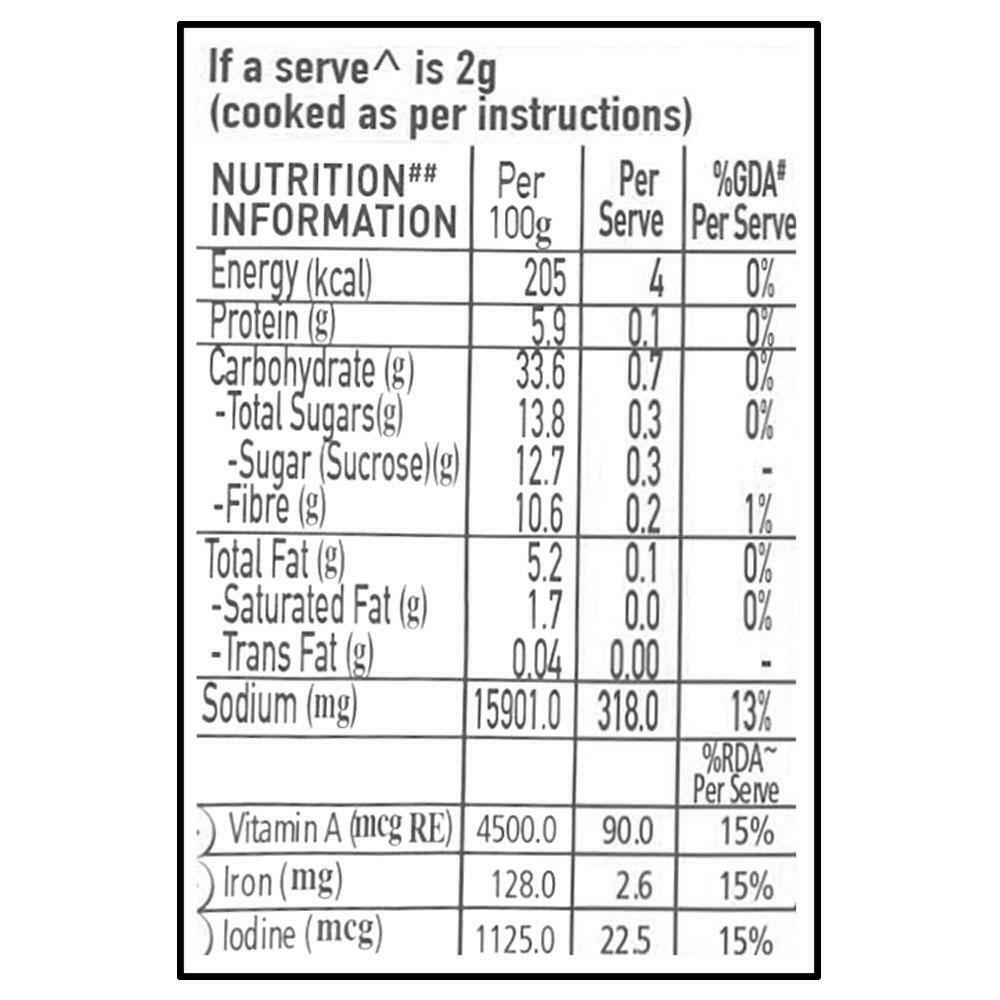 If a serve^ is 2g
(cooked as per instructions)
NUTRITION## INFORMATION Per 100g Per Serve %GDA# Per Serve
Energy (kcal) 205 4 0%
Protein (g) 5.9 0.1 0%
Carbohydrate (g) 33.6 0.7 0%
-Total Sugars(g) 13.8 0.3 0%
-Sugar (Sucrose)(g) 12.7 0.3 -
-Fibre (g) 10.6 0.2 1%
Total Fat (g) 5.2 0.1 0%
-Saturated Fat (g) 1.7 0.0 0%
-Trans Fat (g) 0.04 0.00 -
Sodium (mg) 15901.0 318.0 13%
%RDA~ Per Serve
Vitamin A (mcg RE) 4500.0 90.0 15%
Iron (mg) 128.0 2.6 15%
Iodine (mcg) 1125.0 22.5 15%